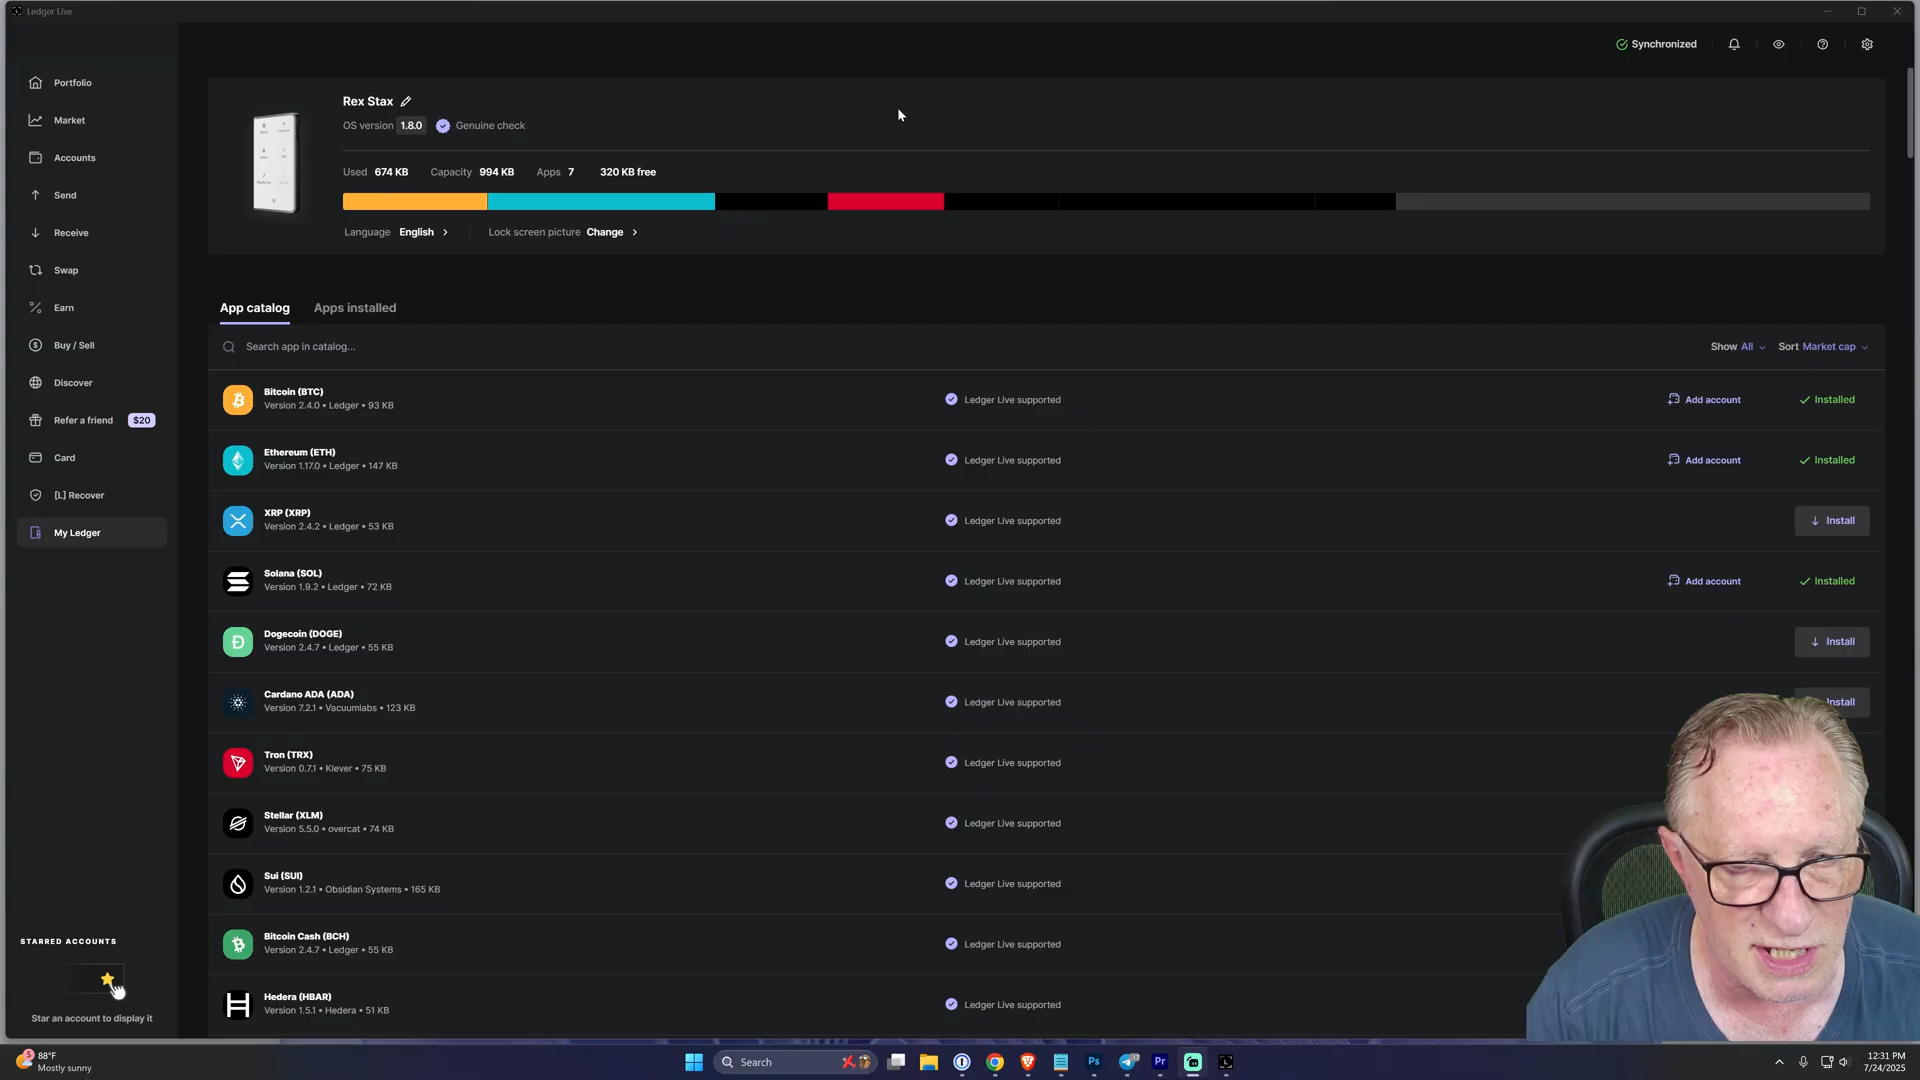 Ledger Live
Synchronized
Portfolio
Market
Accounts
Send
Receive
Swap
Earn
Buy / Sell
Discover
Refer a friend $20
Card
[L] Recover
My Ledger
STARRED ACCOUNTS
Star an account to display it
Rex Stax
OS version 1.8.0 Genuine check
Used 674 KB Capacity 994 KB Apps 7 320 KB free
Language English Lock screen picture Change
App catalog Apps installed
Search app in catalog... Show All Sort Market cap
Bitcoin (BTC)
Version 2.4.0 • Ledger • 93 KB
Ledger Live supported Add account Installed
Ethereum (ETH)
Version 1.17.0 • Ledger • 147 KB
Ledger Live supported Add account Installed
XRP (XRP)
Version 2.4.2 • Ledger • 53 KB
Ledger Live supported Install
Solana (SOL)
Version 1.9.2 • Ledger • 72 KB
Ledger Live supported Add account Installed
Dogecoin (DOGE)
Version 2.4.7 • Ledger • 55 KB
Ledger Live supported Install
Cardano ADA (ADA)
Version 7.2.1 • Vacuumlabs • 123 KB
Ledger Live supported Install
Tron (TRX)
Version 0.7.1 • Klever • 75 KB
Ledger Live supported
Stellar (XLM)
Version 5.5.0 • overcat • 74 KB
Ledger Live supported
Sui (SUI)
Version 1.2.1 • Obsidian Systems • 165 KB
Ledger Live supported
Bitcoin Cash (BCH)
Version 2.4.7 • Ledger • 55 KB
Ledger Live supported
Hedera (HBAR)
Version 1.5.1 • Hedera • 51 KB
Ledger Live supported
88°F
Mostly sunny
Search
Ps
Pr
12:31 PM
7/24/2025